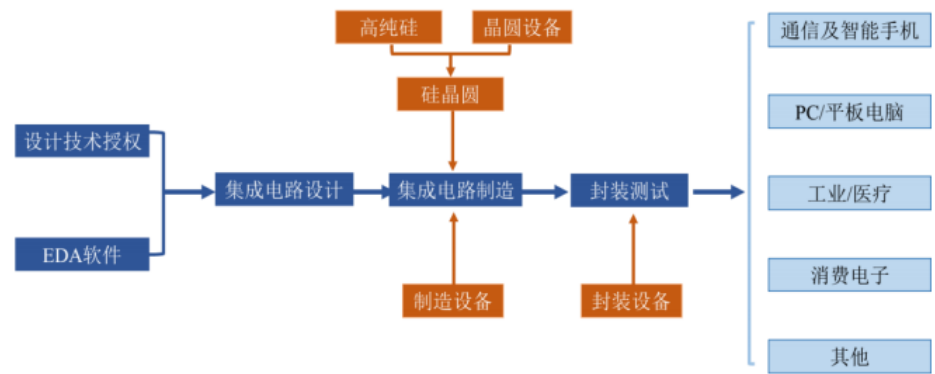 高纯硅
晶圆设备
通信及智能手机
硅晶圆
设计技术授权
PC/平板电脑
集成电路设计
集成电路制造
封装测试
工业/医疗
EDA软件
消费电子
制造设备
封装设备
其他